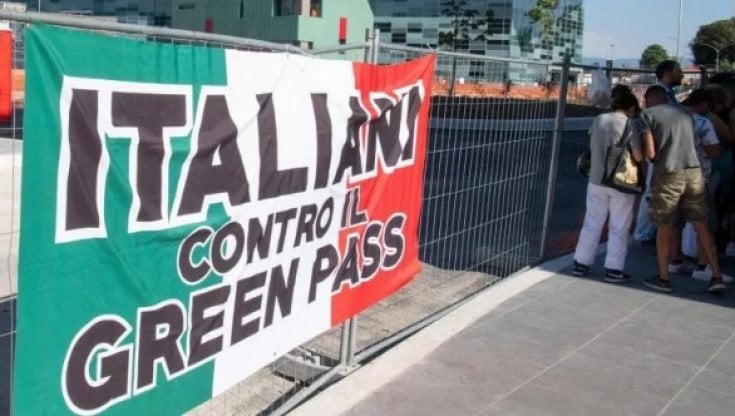 ITALIANI
CONTRO IL
GREEN PASS